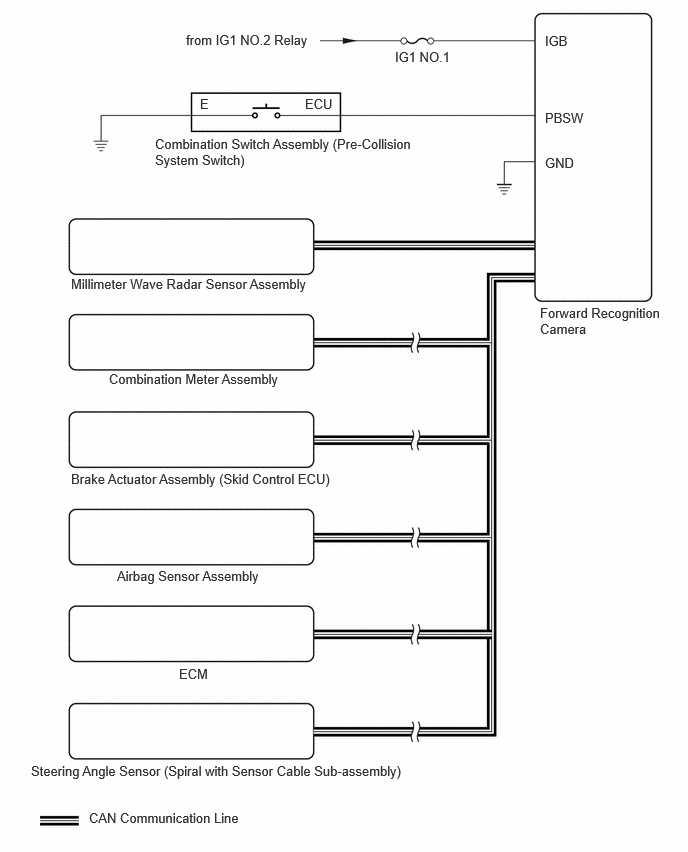 from IG1 NO.2 Relay
IG1 NO.1
IGB
E
ECU
PBSW
Combination Switch Assembly (Pre-Collision
System Switch)
GND
Millimeter Wave Radar Sensor Assembly
Forward Recognition
Camera
Combination Meter Assembly
Brake Actuator Assembly (Skid Control ECU)
Airbag Sensor Assembly
ECM
Steering Angle Sensor (Spiral with Sensor Cable Sub-assembly)
CAN Communication Line